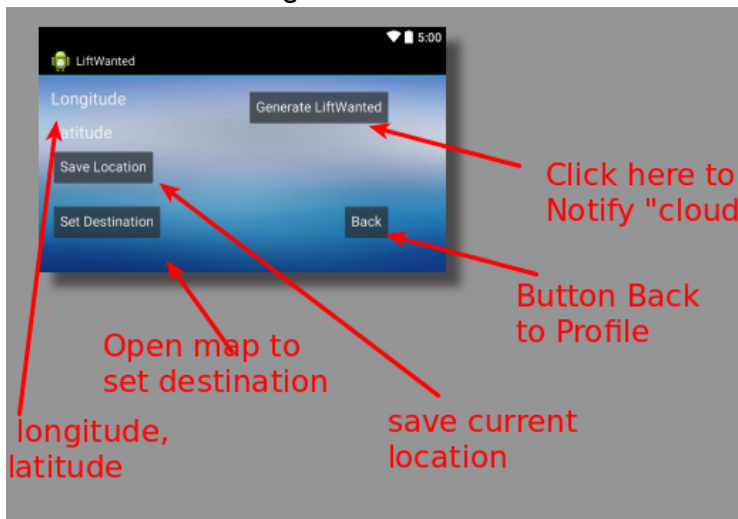 5:00
LiftWanted
Longitude
Generate LiftWanted
Latitude
Save Location
Set Destination
Back
Click here to
Notify "cloud
Button Back
to Profile
Open map to
set destination
save current
location
longitude,
latitude